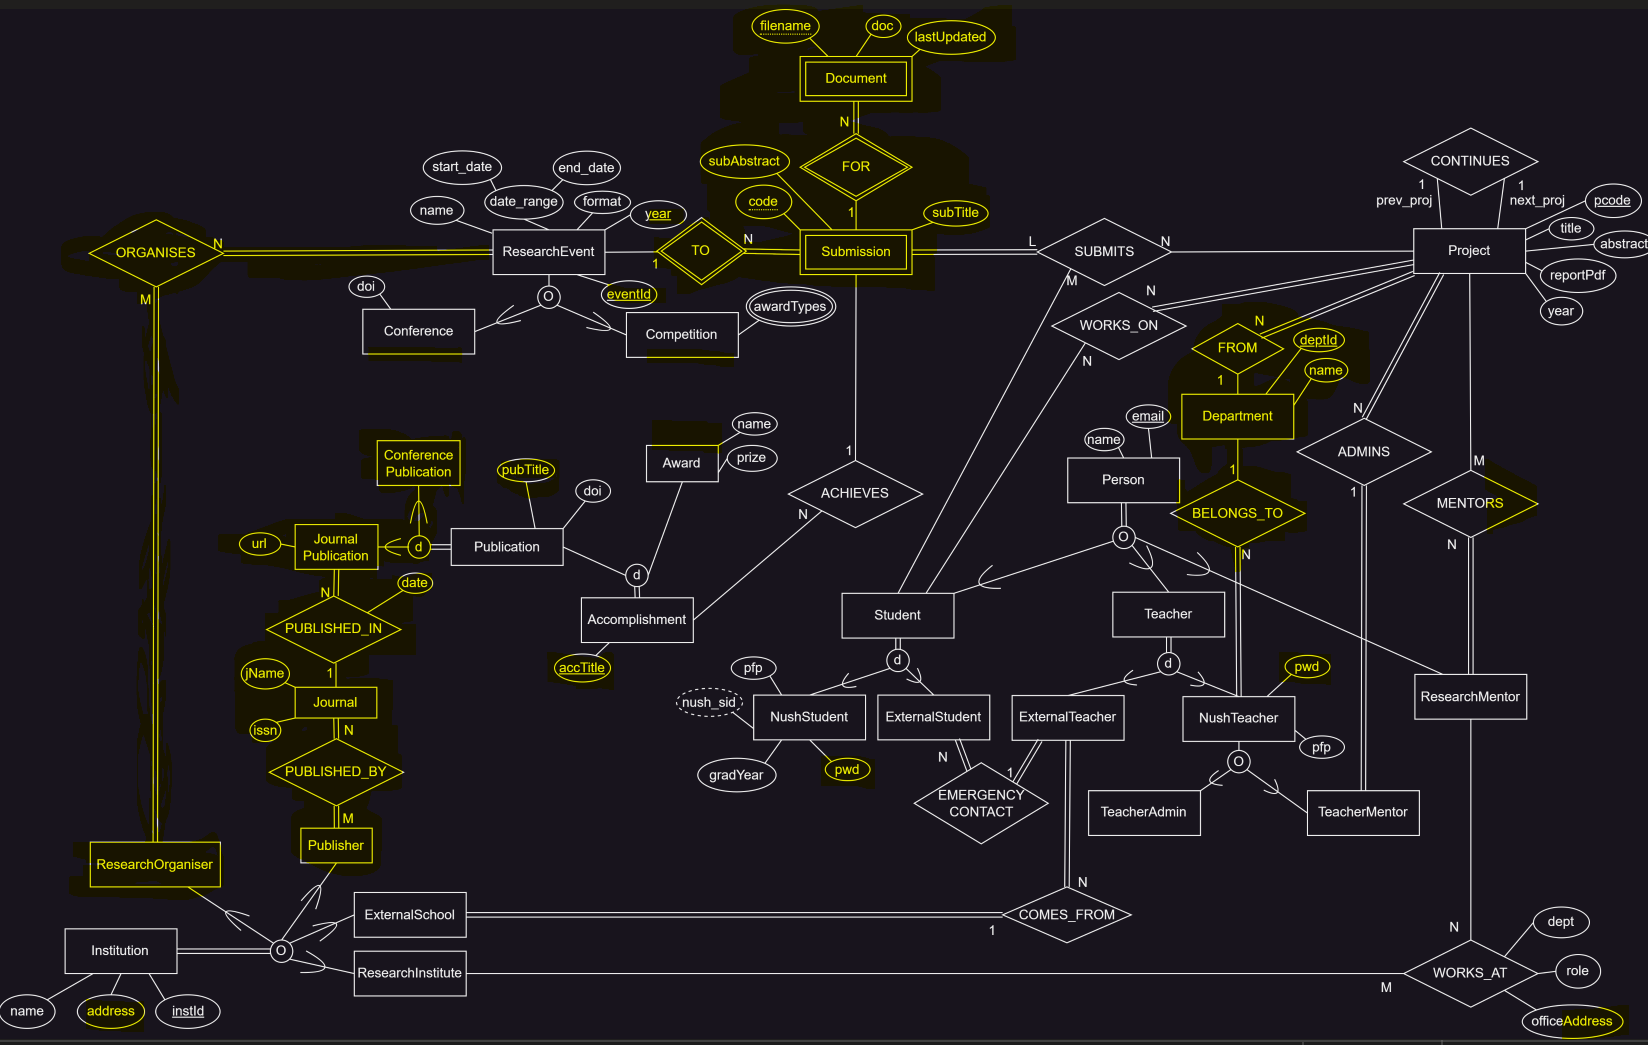 filename
doc
lastUpdated
Document
N
FOR
1
subAbstract
code
subTitle
start_date
end_date
date_range
format
name
year
ORGANISES
N
M
ResearchEvent
1
TO
N
Submission
L
SUBMITS
N
M
CONTINUES
1
prev_proj
1
next_proj
pcode
title
abstract
reportPdf
year
Project
doi
O
eventId
awardTypes
Conference
Competition
N
WORKS_ON
N
N
FROM
1
deptId
name
Department
1
BELONGS_TO
N
email
name
Person
O
N
ADMINS
1
M
MENTORS
N
name
Award
prize
1
ACHIEVES
N
Conference
Publication
pubTitle
doi
url
Journal
Publication
d
Publication
d
date
N
PUBLISHED_IN
1
Accomplishment
accTitle
Student
Teacher
d
d
pfp
nush_sid
NushStudent
ExternalStudent
ExternalTeacher
NushTeacher
pwd
ResearchMentor
gradYear
pwd
pfp
O
jName
Journal
issn
N
PUBLISHED_BY
M
Publisher
N
1
EMERGENCY
CONTACT
TeacherAdmin
TeacherMentor
ResearchOrganiser
ExternalSchool
1
COMES_FROM
N
Institution
O
ResearchInstitute
M
WORKS_AT
N
dept
role
officeAddress
name
address
instId